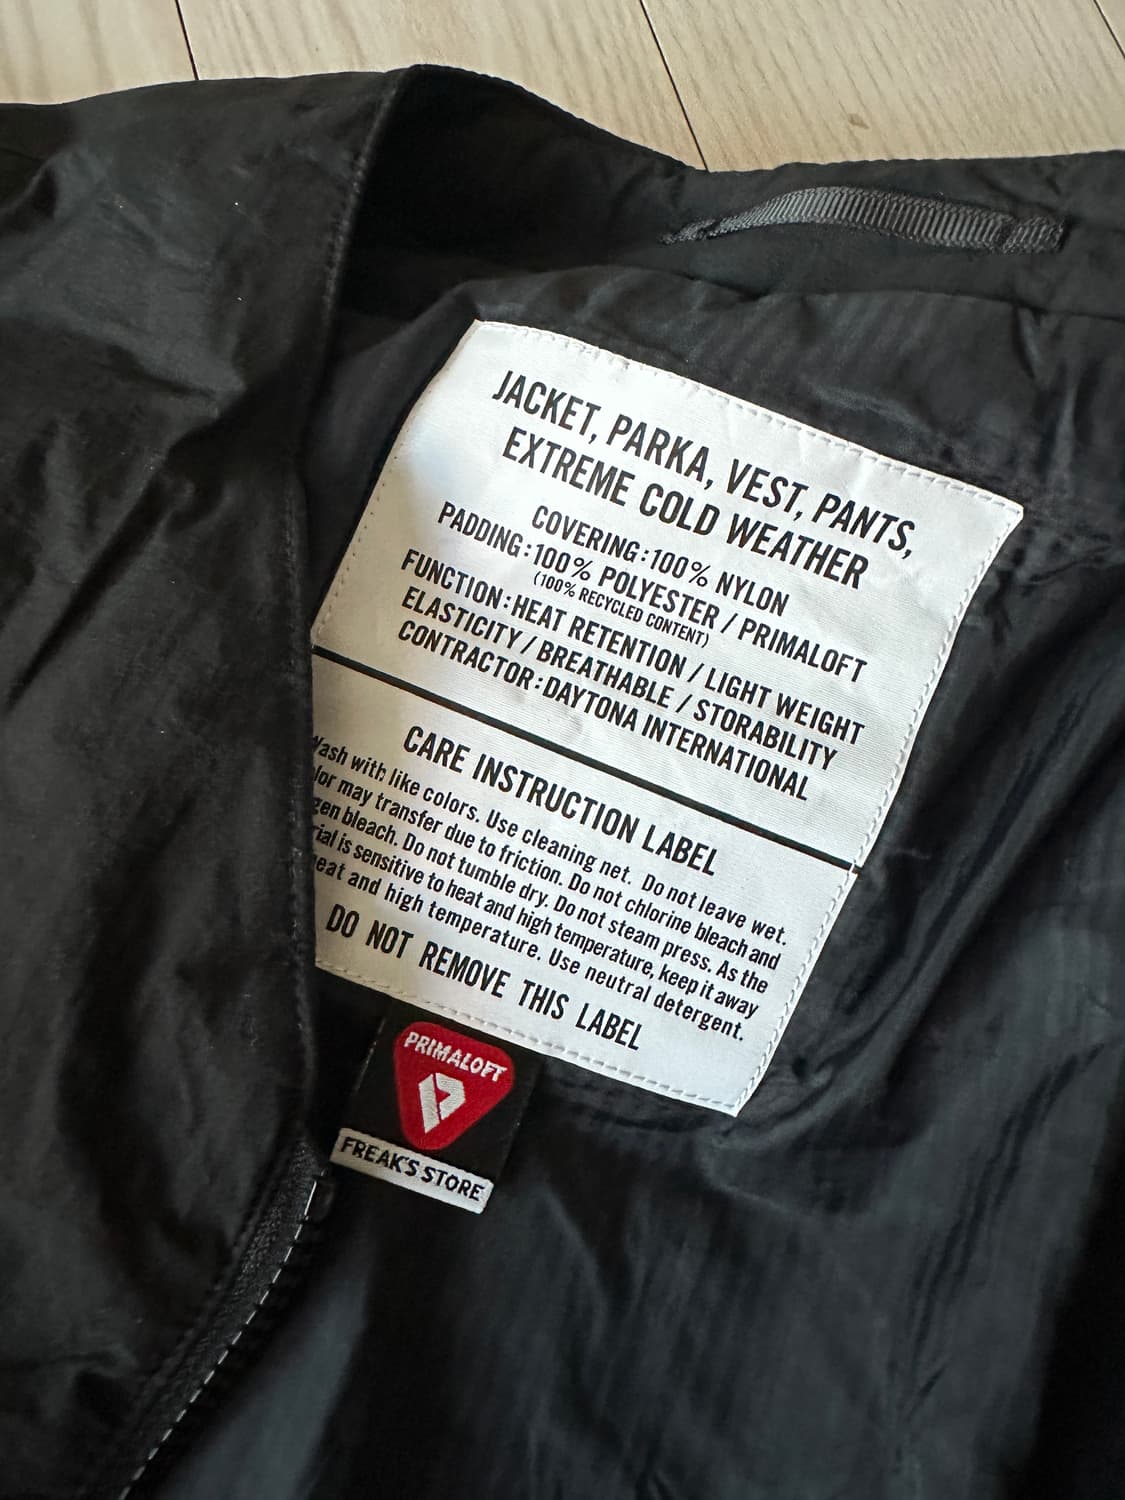 JACKET, PARKA, VEST, PANTS,
EXTREME COLD WEATHER
COVERING:100% NYLON
PADDING:100% POLYESTER / PRIMALOFT
(100% RECYCLED CONTENT)
FUNCTION:HEAT RETENTION / LIGHT WEIGHT
ELASTICITY / BREATHABLE / STORABILITY
CONTRACTOR:DAYTONA INTERNATIONAL
CARE INSTRUCTION LABEL
Wash with like colors. Use cleaning net. Do not leave wet.
may transfer due to friction. Do not chlorine bleach and
bleach. Do not tumble dry. Do not steam press. As the
is sensitive to heat and high temperature, keep it away
heat and high temperature. Use neutral detergent.
DO NOT REMOVE THIS LABEL
PRIMALOFT
FREAK'S STORE